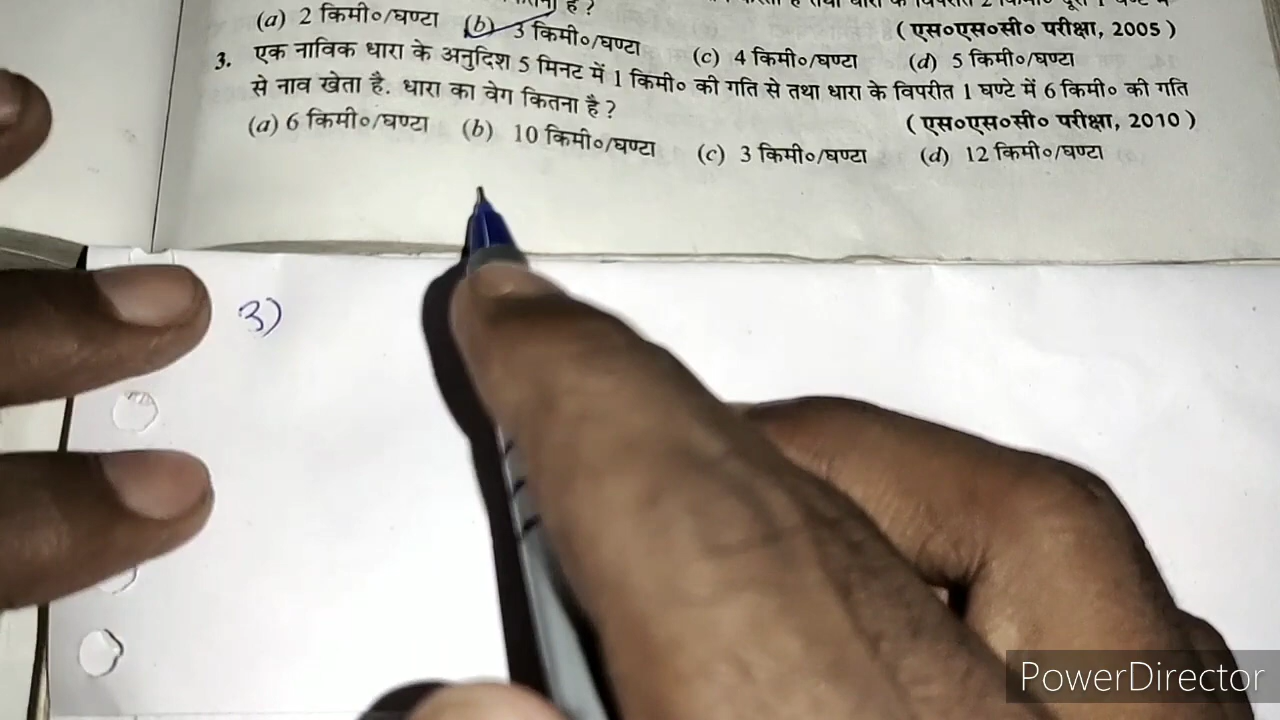 है ?
(a) 2 किमी०/घण्टा (b) 3 किमी०/घण्टा (c) 4 किमी०/घण्टा (d) 5 किमी०/घण्टा
(एस०एस०सी० परीक्षा, 2005)
3. एक नाविक धारा के अनुदिश 5 मिनट में 1 किमी० की गति से तथा धारा के विपरीत 1 घण्टे में 6 किमी० की गति
से नाव खेता है. धारा का वेग कितना है ?
(एस०एस०सी० परीक्षा, 2010)
(a) 6 किमी०/घण्टा (b) 10 किमी०/घण्टा (c) 3 किमी०/घण्टा (d) 12 किमी०/घण्टा
3)
PowerDirector